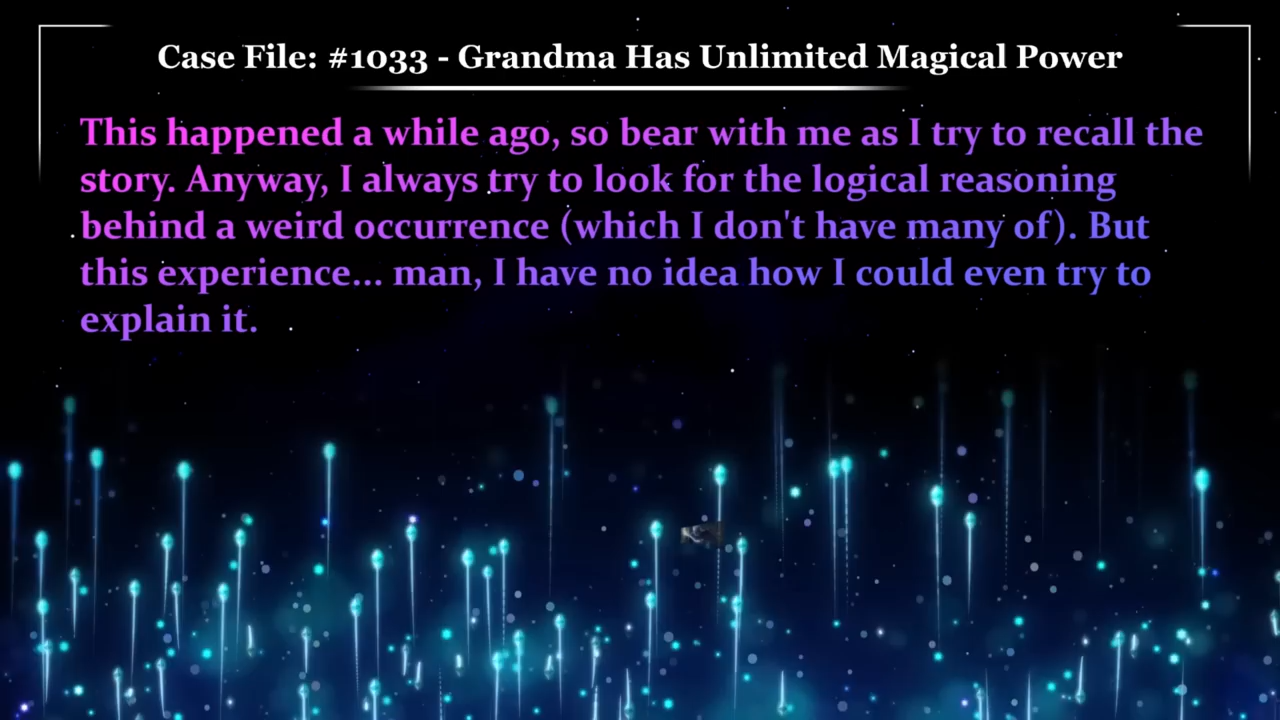 Case File: #1033 - Grandma Has Unlimited Magical Power
This happened a while ago, so bear with me as I try to recall the
story. Anyway, I always try to look for the logical reasoning
behind a weird occurrence (which I don't have many of). But
this experience... man, I have no idea how I could even try to
explain it.